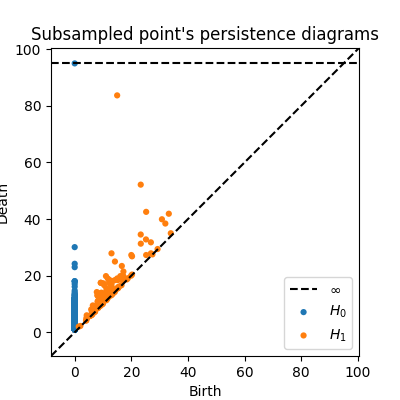 Subsampled point's persistence diagrams
100
80
60
40
20
0
Death
0 20 40 60 80 100
Birth
∞
H₀
H₁